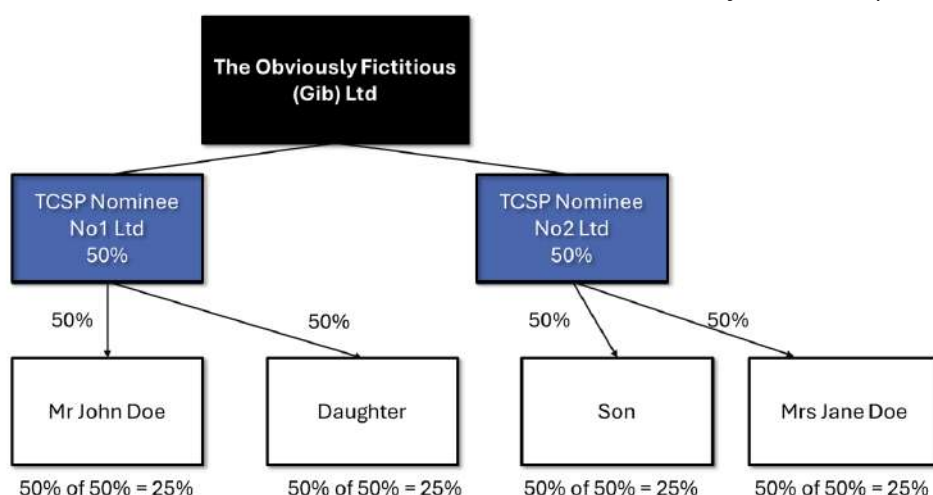 The Obviously Fictitious
(Gib) Ltd
TCSP Nominee
No1 Ltd
50%
TCSP Nominee
No2 Ltd
50%
50%
50%
50%
50%
Mr John Doe
Daughter
Son
Mrs Jane Doe
50% of 50% = 25%
50% of 50% = 25%
50% of 50% = 25%
50% of 50% = 25%